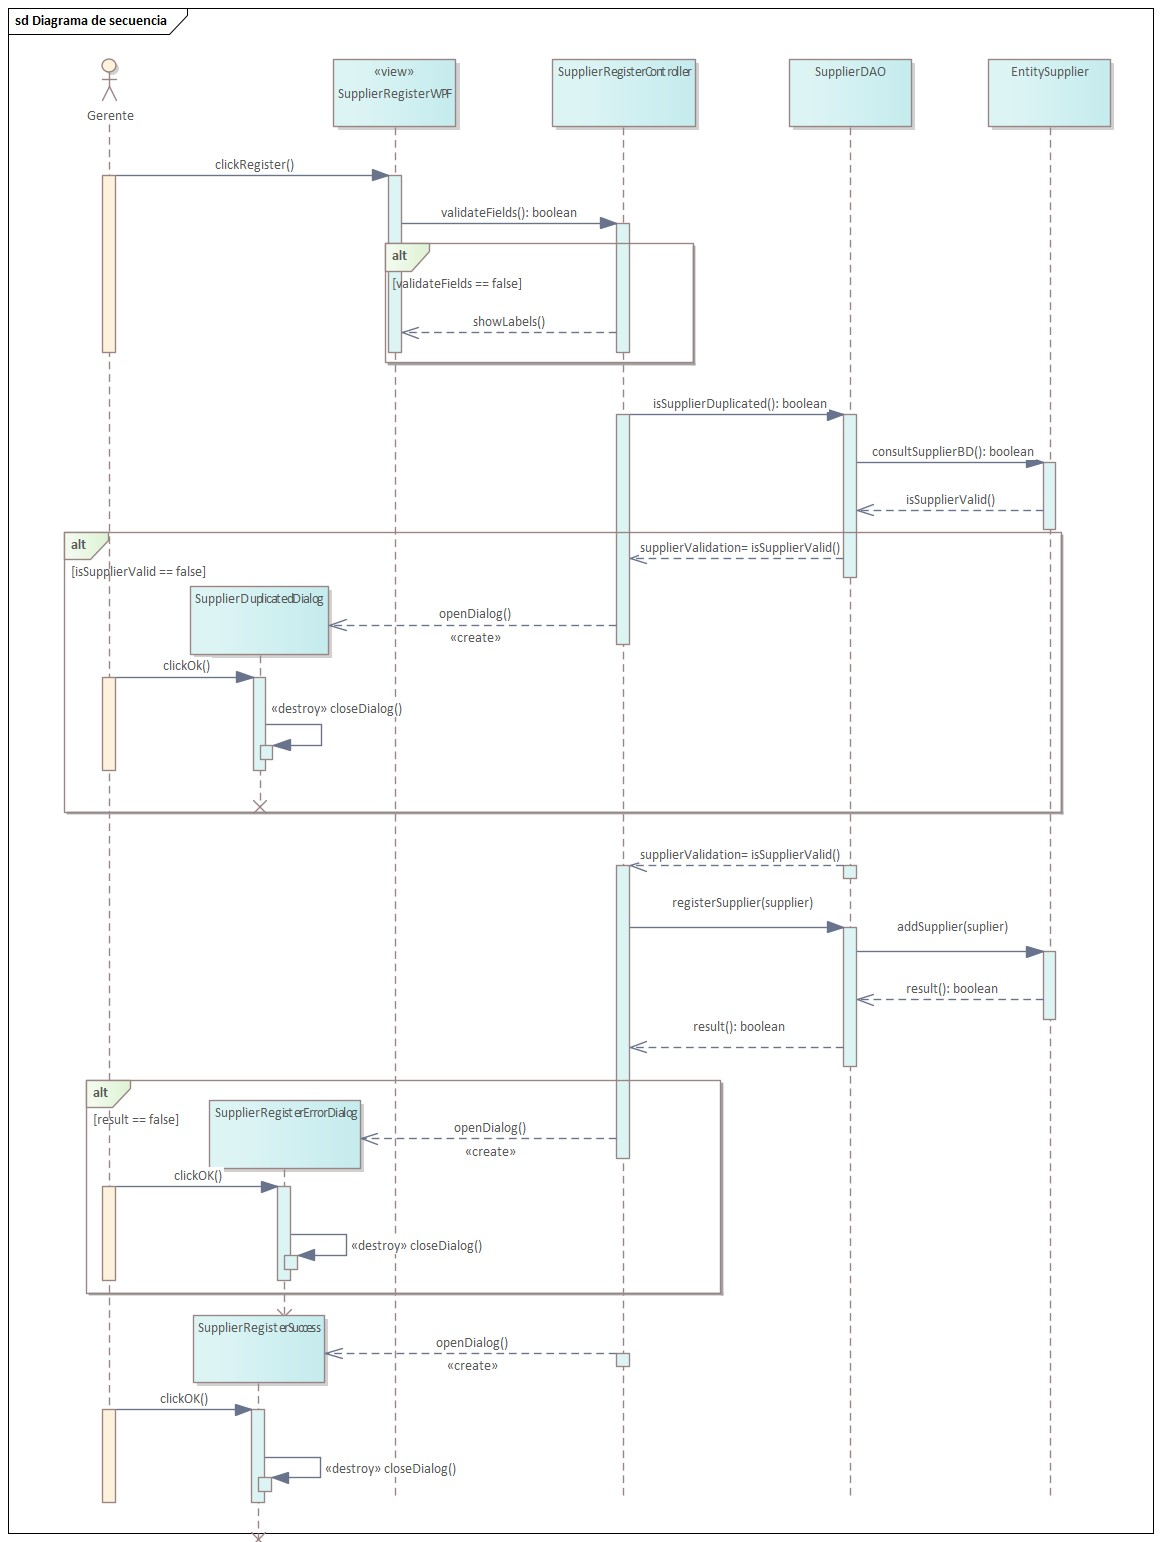 sd Diagrama de secuencia
Gerente
«view»
SupplierRegisterWPF
SupplierRegisterController
SupplierDAO
EntitySupplier
clickRegister()
validateFields(): boolean
alt
[validateFields == false]
showLabels()
isSupplierDuplicated(): boolean
consultSupplierBD(): boolean
isSupplierValid()
alt
supplierValidation= isSupplierValid()
[isSupplierValid == false]
SupplierDuplicatedDialog
openDialog()
«create»
clickOk()
«destroy» closeDialog()
supplierValidation= isSupplierValid()
registerSupplier(supplier)
addSupplier(suplier)
result(): boolean
result(): boolean
alt
[result == false]
SupplierRegisterErrorDialog
openDialog()
«create»
clickOK()
«destroy» closeDialog()
SupplierRegisterSuccess
openDialog()
«create»
clickOK()
«destroy» closeDialog()